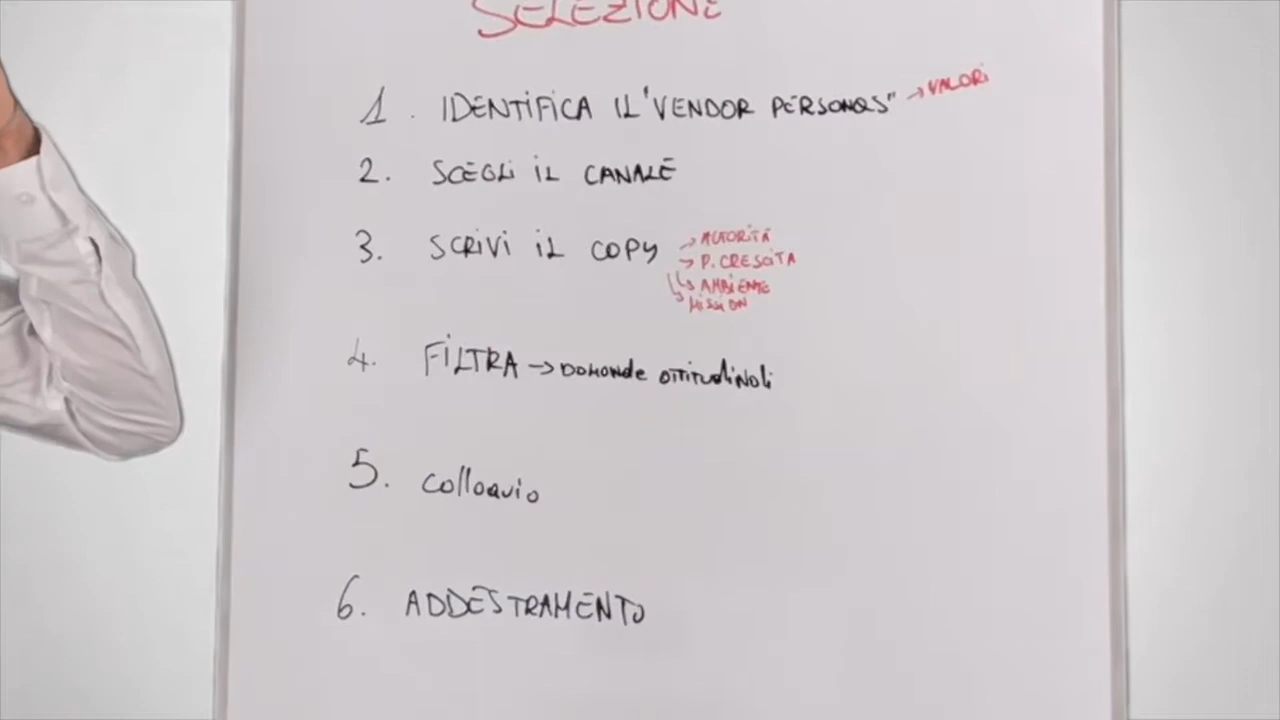 SELEZIONE
1. IDENTIFICA IL "VENDOR PERSONAS" → VALORI
2. SCEGLI IL CANALE
3. SCRIVI IL COPY → AUTORITÁ
→ P. CRESCITA
↳ AMBIENTE
↳ MISSION
4. FILTRA → DOMANDE ATTITUDINALI
5. Colloquio
6. ADDESTRAMENTO